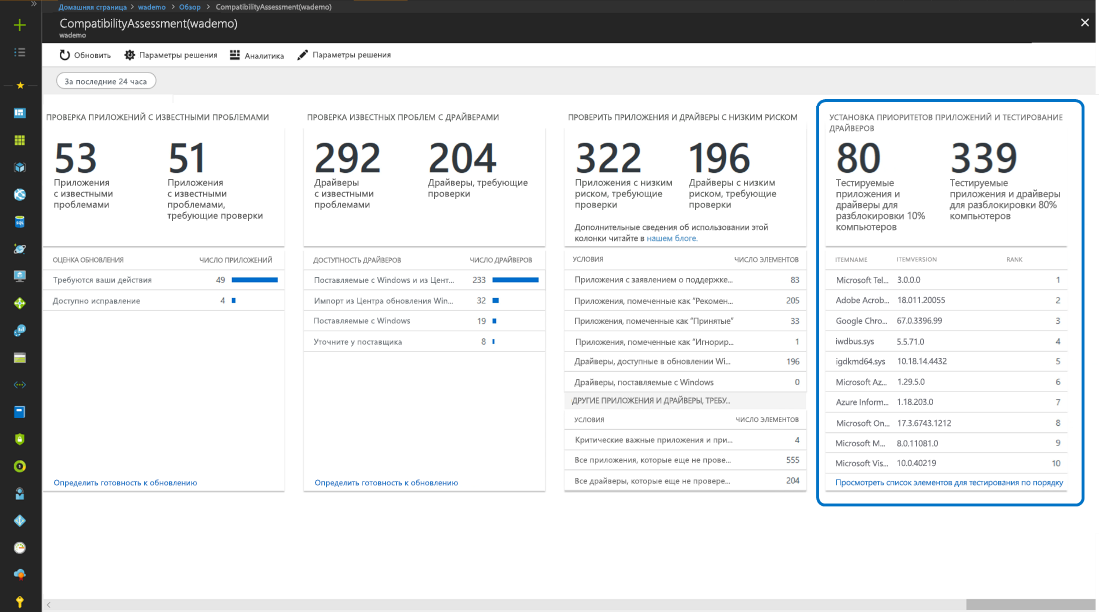 Домашняя страница > wademo > Обзор > CompatibilityAssessment(wademo)
CompatibilityAssessment(wademo)
wademo
Обновить Параметры решения Аналитика Параметры решения
За последние 24 часа
ПРОВЕРКА ПРИЛОЖЕНИЙ С ИЗВЕСТНЫМИ ПРОБЛЕМАМИ
53 51
Приложения
с известными
проблемами
Приложения
с известными
проблемами,
требующие проверки
ОЦЕНКА ОБНОВЛЕНИЯ ЧИСЛО ПРИЛОЖЕНИЙ
Требуются ваши действия 49
Доступно исправление 4
Определить готовность к обновлению
ПРОВЕРКА ИЗВЕСТНЫХ ПРОБЛЕМ С ДРАЙВЕРАМИ
292 204
Драйверы
с известными
проблемами
Драйверы, требующие
проверки
ДОСТУПНОСТЬ ДРАЙВЕРОВ ЧИСЛО ДРАЙВЕРОВ
Поставляемые с Windows и из Цент... 233
Импорт из Центра обновления Win... 32
Поставляемые с Windows 19
Уточните у поставщика 8
Определить готовность к обновлению
ПРОВЕРИТЬ ПРИЛОЖЕНИЯ И ДРАЙВЕРЫ С НИЗКИМ РИСКОМ
322 196
Приложения с низким
риском, требующие
проверки
Драйверы с низким
риском, требующие
проверки
Дополнительные сведения об использовании этой
колонки читайте в нашем блоге.
УСЛОВИЯ ЧИСЛО ЭЛЕМЕНТОВ
Приложения с заявлением о поддержке... 83
Приложения, помеченные как "Рекомен... 205
Приложения, помеченные как "Принятые" 33
Приложения, помеченные как "Игнорир... 1
Драйверы, доступные в обновлении Wi... 196
Драйверы, поставляемые с Windows 0
ДРУГИЕ ПРИЛОЖЕНИЯ И ДРАЙВЕРЫ, ТРЕБУ...
УСЛОВИЯ ЧИСЛО ЭЛЕМЕНТОВ
Критические важные приложения и при... 4
Все приложения, которые еще не прове... 555
Все драйверы, которые еще не провере... 204
УСТАНОВКА ПРИОРИТЕТОВ ПРИЛОЖЕНИЙ И ТЕСТИРОВАНИЕ
ДРАЙВЕРОВ
80 339
Тестируемые
приложения и
драйверы для
разблокировки 10%
компьютеров
Тестируемые
приложения и драйверы
для разблокировки 80%
компьютеров
ITEMNAME ITEMVERSION RANK
Microsoft Tel... 3.0.0.0 1
Adobe Acrob... 18.011.20055 2
Google Chro... 67.0.3396.99 3
iwdbus.sys 5.5.71.0 4
igdkmd64.sys 10.18.14.4432 5
Microsoft Az... 1.29.5.0 6
Azure Inform... 1.18.203.0 7
Microsoft On... 17.3.6743.1212 8
Microsoft M... 8.0.11081.0 9
Microsoft Vis... 10.0.40219 10
Просмотреть список элементов для тестирования по порядку